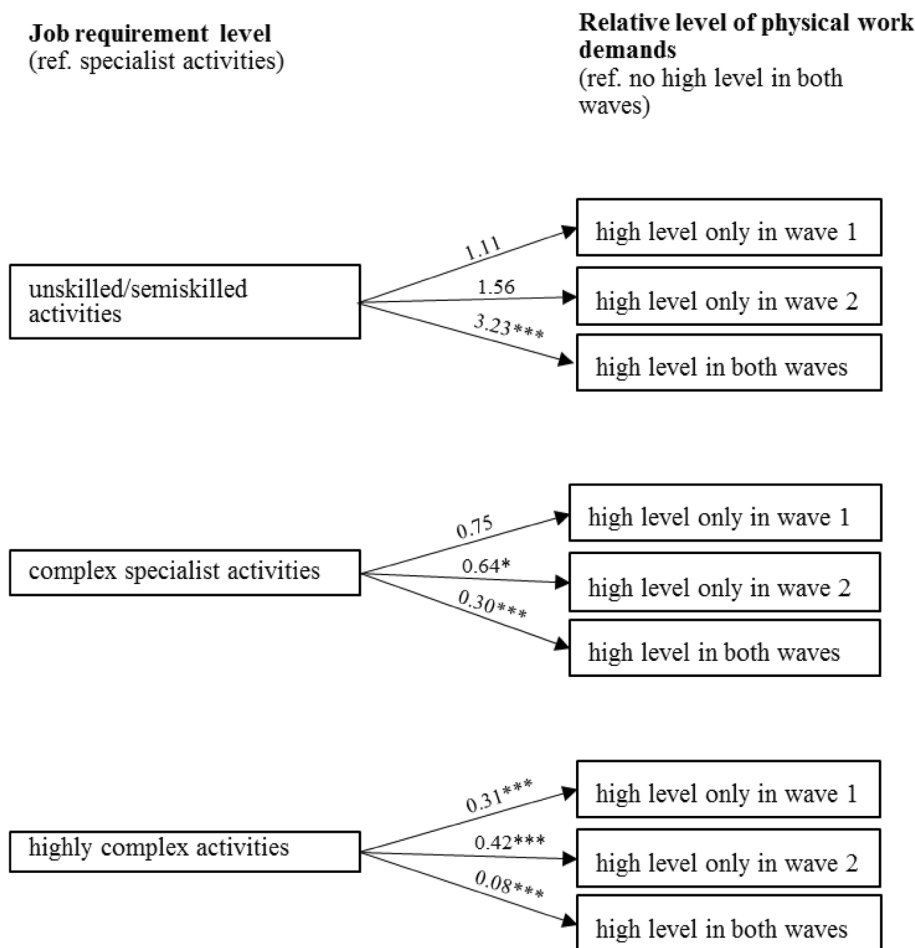 Job requirement level
(ref. specialist activities)
Relative level of physical work
demands
(ref. no high level in both
waves)
unskilled/semiskilled
activities
1.11
high level only in wave 1
1.56
high level only in wave 2
3.23***
high level in both waves
complex specialist activities
0.75
high level only in wave 1
0.64*
high level only in wave 2
0.30***
high level in both waves
highly complex activities
0.31***
high level only in wave 1
0.42***
high level only in wave 2
0.08***
high level in both waves